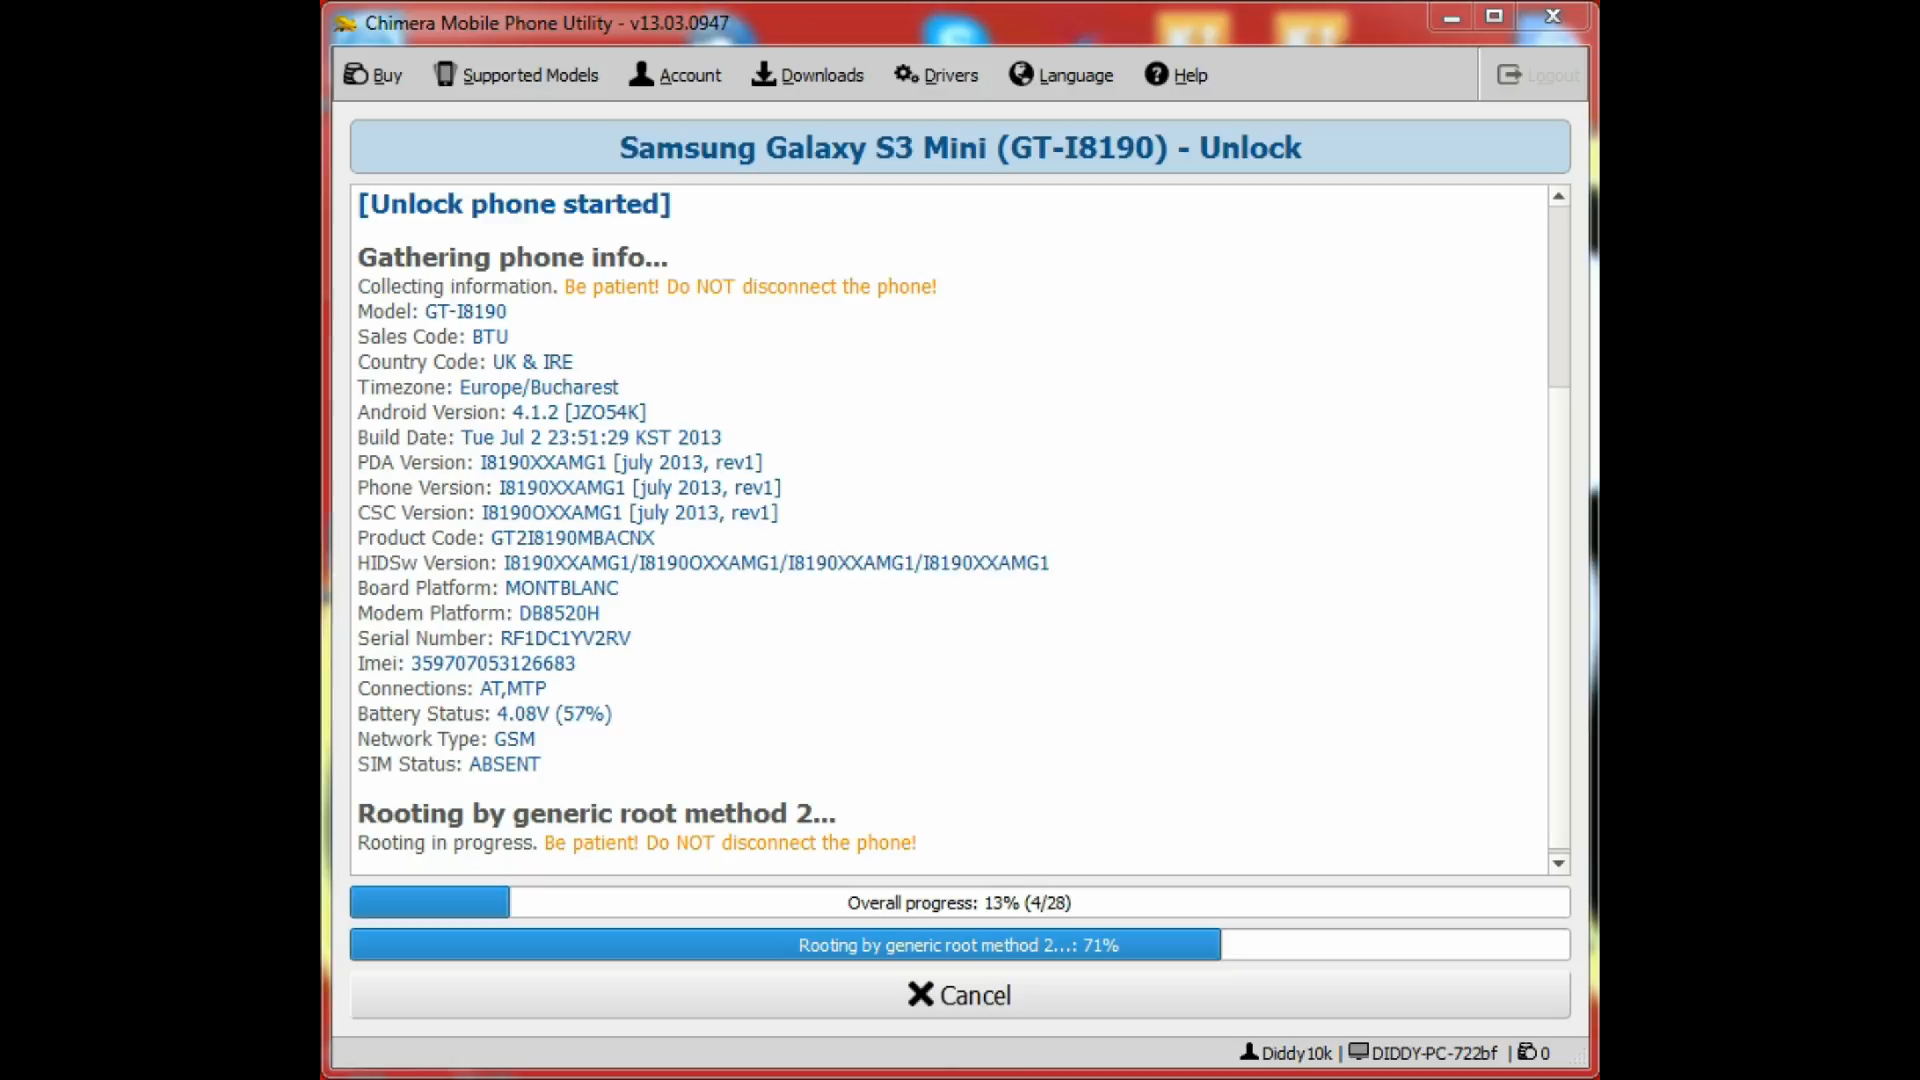 Chimera Mobile Phone Utility - v13.03.0947
Buy Supported Models Account Downloads Drivers Language Help Logout
Samsung Galaxy S3 Mini (GT-I8190) - Unlock
[Unlock phone started]
Gathering phone info...
Collecting information. Be patient! Do NOT disconnect the phone!
Model: GT-I8190
Sales Code: BTU
Country Code: UK & IRE
Timezone: Europe/Bucharest
Android Version: 4.1.2 [JZO54K]
Build Date: Tue Jul 2 23:51:29 KST 2013
PDA Version: I8190XXAMG1 [july 2013, rev1]
Phone Version: I8190XXAMG1 [july 2013, rev1]
CSC Version: I8190OXXAMG1 [july 2013, rev1]
Product Code: GT2I8190MBACNX
HIDSw Version: I8190XXAMG1/I8190OXXAMG1/I8190XXAMG1/I8190XXAMG1
Board Platform: MONTBLANC
Modem Platform: DB8520H
Serial Number: RF1DC1YV2RV
Imei: 359707053126683
Connections: AT,MTP
Battery Status: 4.08V (57%)
Network Type: GSM
SIM Status: ABSENT
Rooting by generic root method 2...
Rooting in progress. Be patient! Do NOT disconnect the phone!
Overall progress: 13% (4/28)
Rooting by generic root method 2...: 71%
Cancel
Diddy10k | DIDDY-PC-722bf | 0